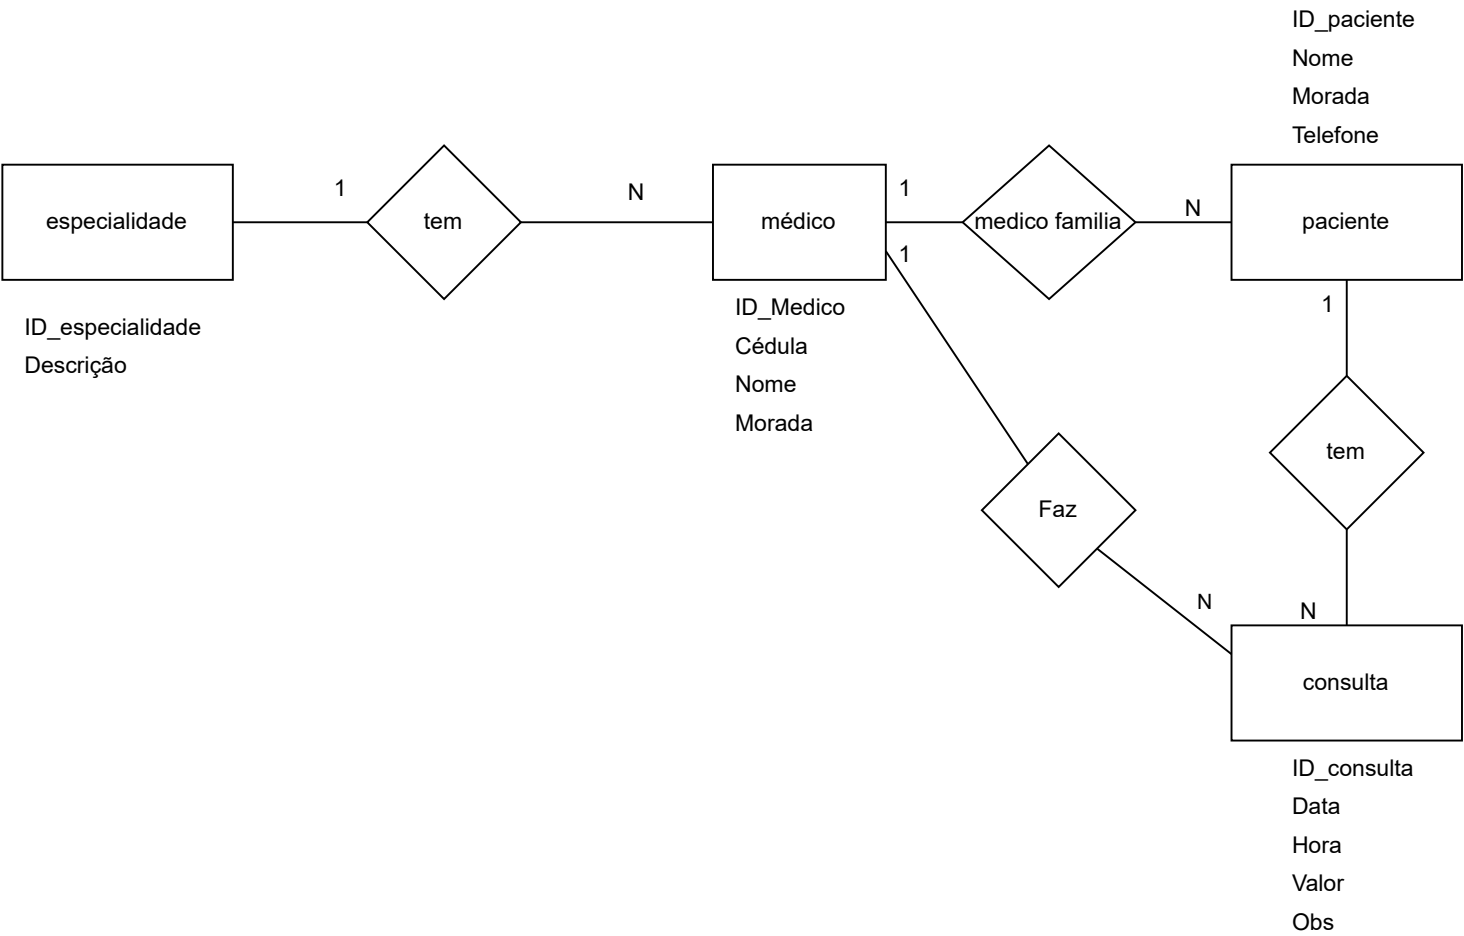 ID_paciente
Nome
Morada
Telefone
especialidade
1
tem
N
médico
1
medico familia
N
paciente
1
1
ID_especialidade
Descrição
ID_Medico
Cédula
Nome
Morada
tem
Faz
N
N
consulta
ID_consulta
Data
Hora
Valor
Obs